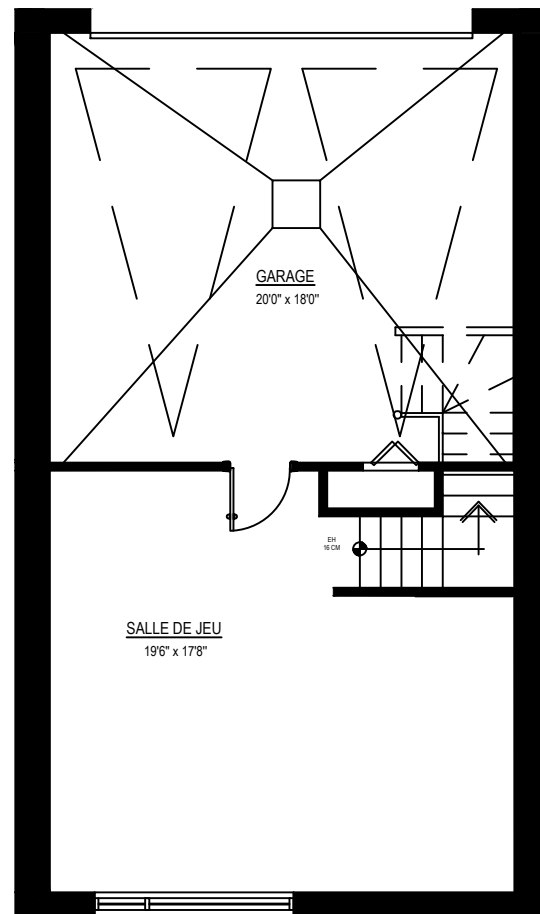 GARAGE
20'0" x 18'0"
EH
16 CM
SALLE DE JEU
19'6" x 17'8"